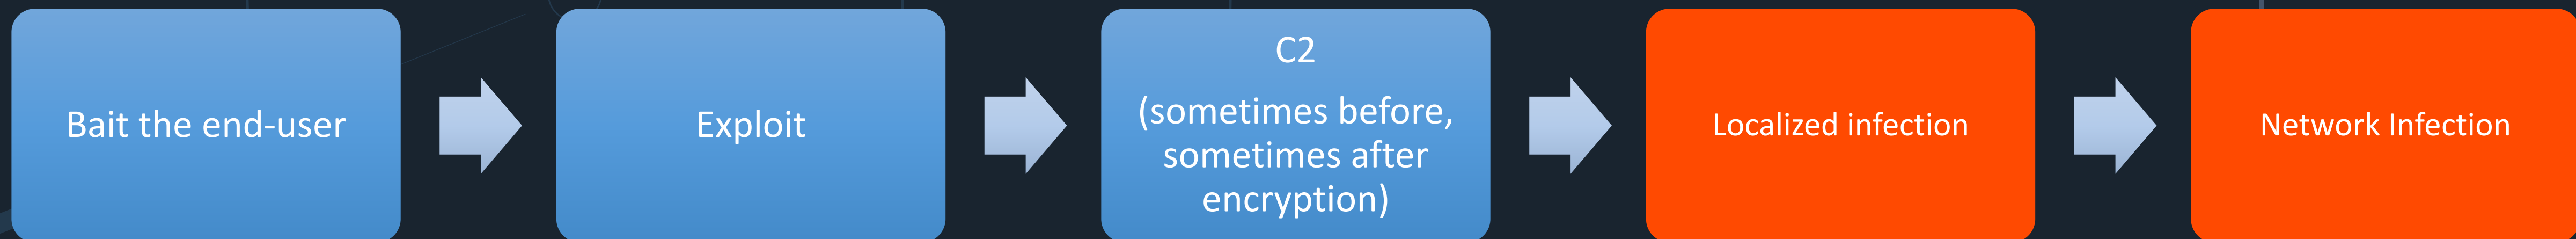 Bait the end-user
Exploit
C2
(sometimes before,
sometimes after
encryption)
Localized infection
Network Infection